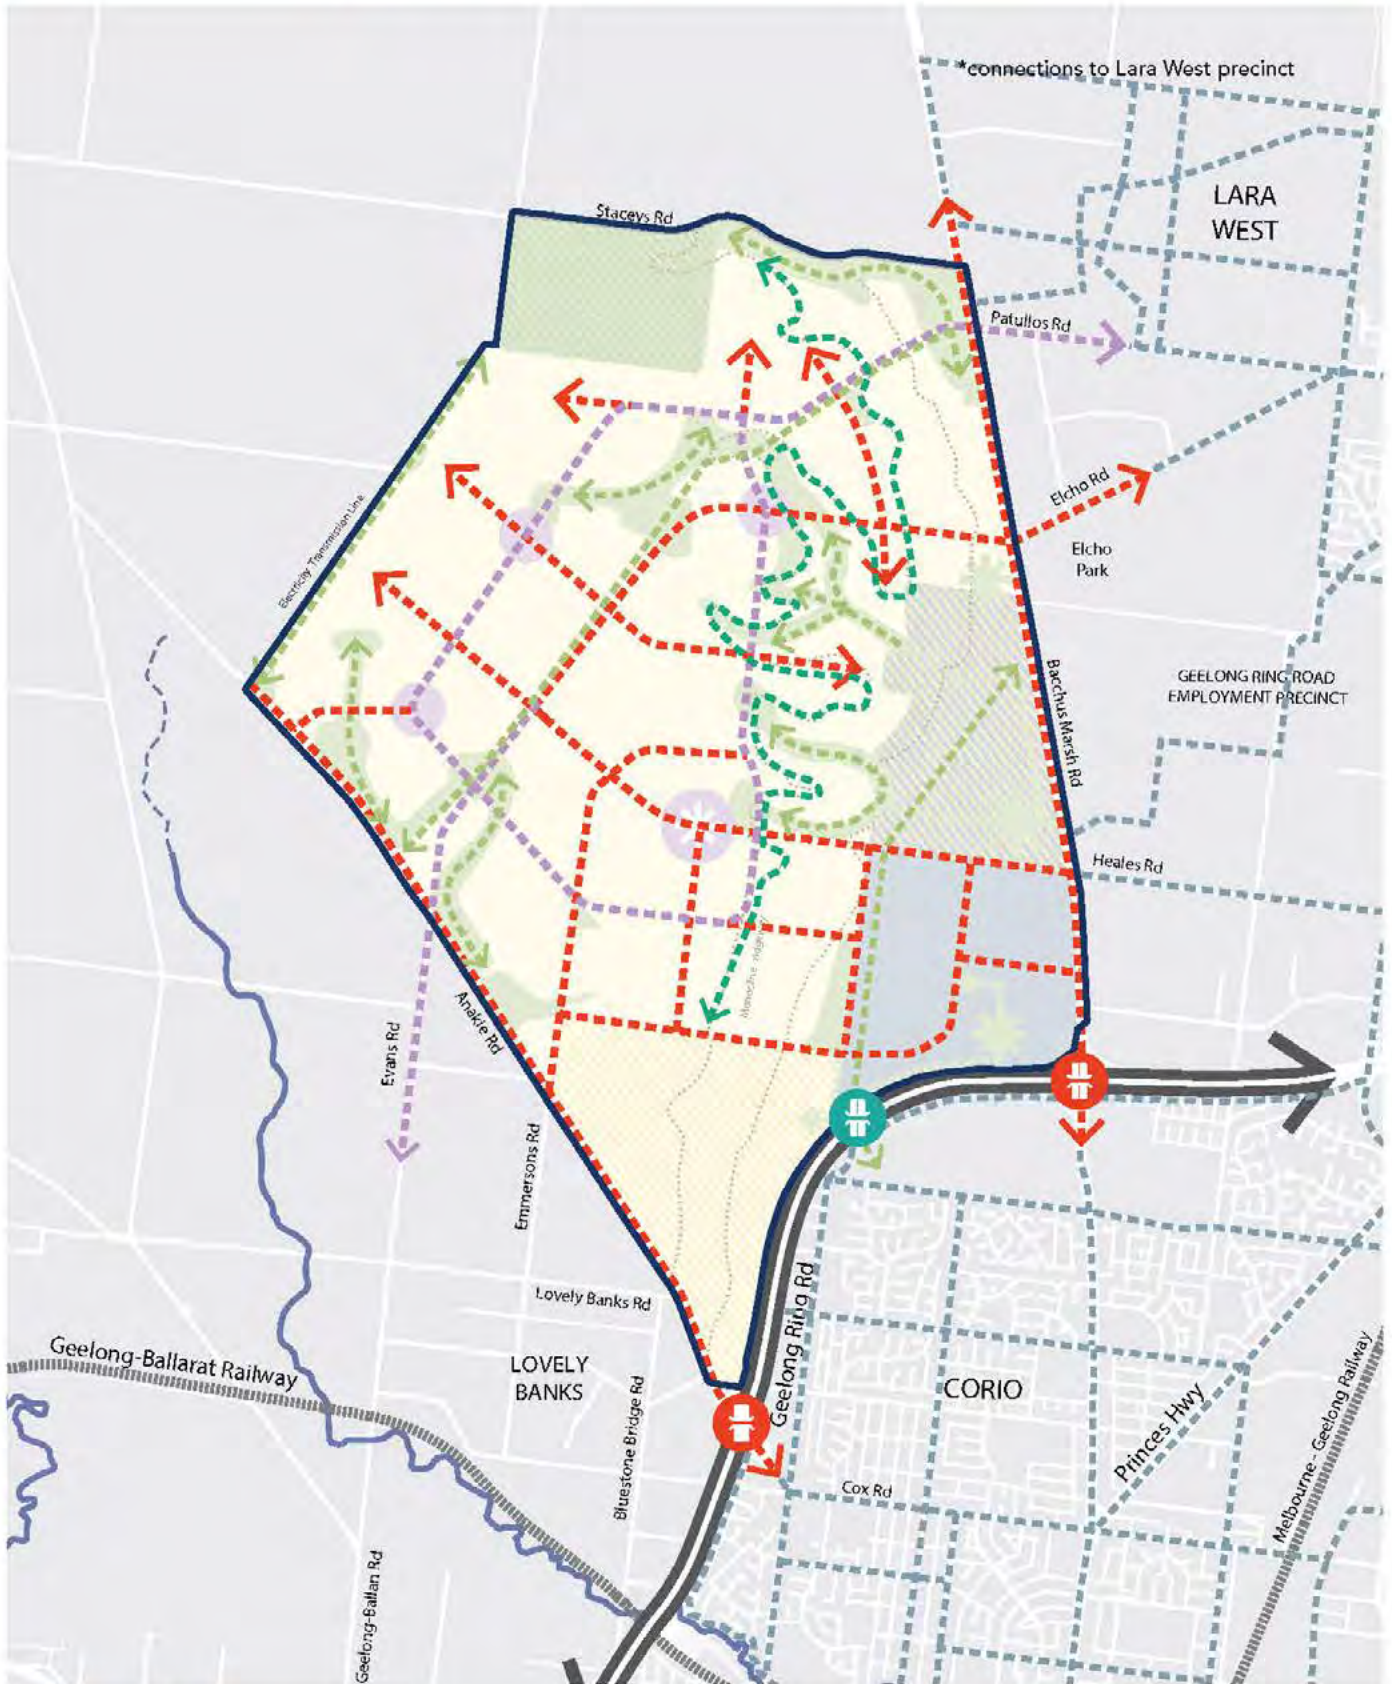 *connections to Lara West precinct
LARA
WEST
Staceys Rd
Patullos Rd
Elcho Rd
Electricity Transmission Line
Elcho
Park
Bacchus Marsh Rd
GEELONG RING ROAD
EMPLOYMENT PRECINCT
Heales Rd
Monocline ridgeway
Anakie Rd
Evans Rd
Emmersons Rd
Lovely Banks Rd
Geelong Ring Rd
Geelong-Ballarat Railway
LOVELY
BANKS
Bluestone Bridge Rd
CORIO
Princes Hwy
Melbourne - Geelong Railway
Cox Rd
Geelong-Ballan Rd